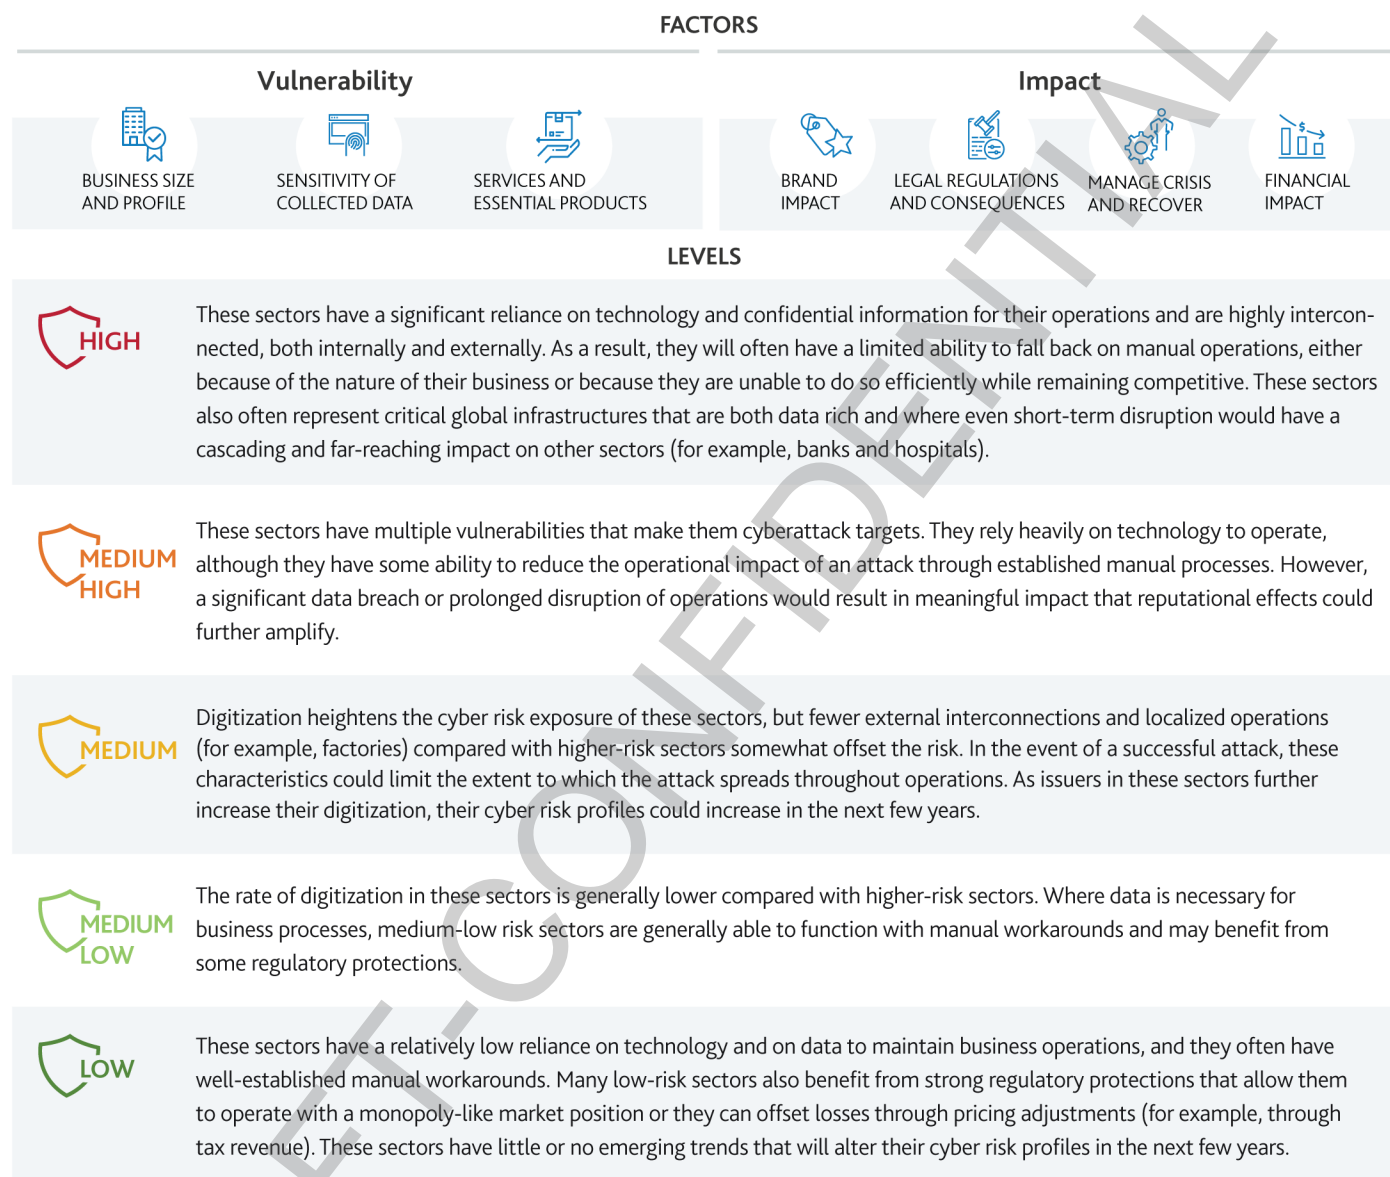 FACTORS
Vulnerability
Impact
BUSINESS SIZE
AND PROFILE
SENSITIVITY OF
COLLECTED DATA
SERVICES AND
ESSENTIAL PRODUCTS
BRAND
IMPACT
LEGAL REGULATIONS
AND CONSEQUENCES
MANAGE CRISIS
AND RECOVER
FINANCIAL
IMPACT
LEVELS
HIGH
These sectors have a significant reliance on technology and confidential information for their operations and are highly intercon-
nected, both internally and externally. As a result, they will often have a limited ability to fall back on manual operations, either
because of the nature of their business or because they are unable to do so efficiently while remaining competitive. These sectors
also often represent critical global infrastructures that are both data rich and where even short-term disruption would have a
cascading and far-reaching impact on other sectors (for example, banks and hospitals).
MEDIUM
HIGH
These sectors have multiple vulnerabilities that make them cyberattack targets. They rely heavily on technology to operate,
although they have some ability to reduce the operational impact of an attack through established manual processes. However,
a significant data breach or prolonged disruption of operations would result in meaningful impact that reputational effects could
further amplify.
MEDIUM
Digitization heightens the cyber risk exposure of these sectors, but fewer external interconnections and localized operations
(for example, factories) compared with higher-risk sectors somewhat offset the risk. In the event of a successful attack, these
characteristics could limit the extent to which the attack spreads throughout operations. As issuers in these sectors further
increase their digitization, their cyber risk profiles could increase in the next few years.
MEDIUM
LOW
The rate of digitization in these sectors is generally lower compared with higher-risk sectors. Where data is necessary for
business processes, medium-low risk sectors are generally able to function with manual workarounds and may benefit from
some regulatory protections.
LOW
These sectors have a relatively low reliance on technology and on data to maintain business operations, and they often have
well-established manual workarounds. Many low-risk sectors also benefit from strong regulatory protections that allow them
to operate with a monopoly-like market position or they can offset losses through pricing adjustments (for example, through
tax revenue). These sectors have little or no emerging trends that will alter their cyber risk profiles in the next few years.
FT-CONFIDENTIAL